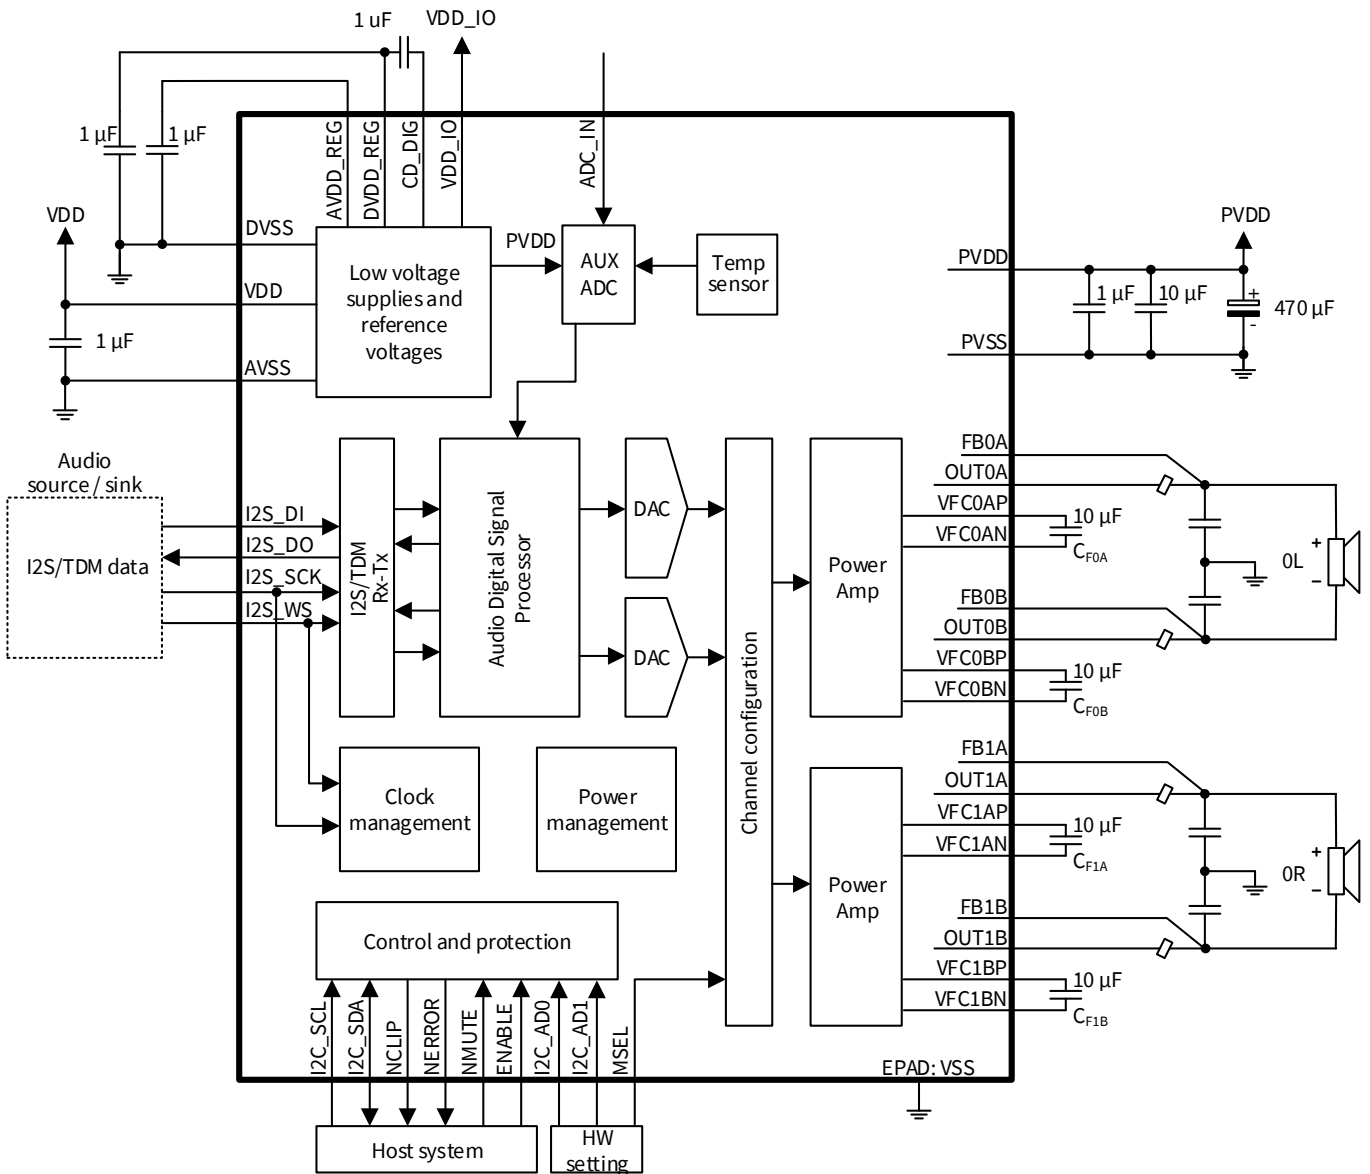 1 uF
VDD_IO
1 µF
1 µF
AVDD_REG
DVDD_REG
CD_DIG
VDD_IO
ADC_IN
VDD
DVSS
VDD
1 µF
AVSS
Low voltage
supplies and
reference
voltages
PVDD
AUX
ADC
Temp
sensor
PVDD
PVDD
1 µF
10 µF
+
-
470 µF
PVSS
Audio
source / sink
I2S/TDM data
I2S_DI
I2S_DO
I2S_SCK
I2S_WS
I2S/TDM
Rx-Tx
Audio Digital Signal
Processor
DAC
DAC
Channel configuration
Power
Amp
FB0A
OUT0A
VFC0AP
VFC0AN
10 µF
CF0A
0L
+
−
FB0B
OUT0B
VFC0BP
VFC0BN
10 µF
CF0B
Clock
management
Power
management
Power
Amp
FB1A
OUT1A
VFC1AP
VFC1AN
10 µF
CF1A
0R
+
−
FB1B
OUT1B
VFC1BP
VFC1BN
10 µF
CF1B
Control and protection
I2C_SCL
I2C_SDA
NCLIP
NERROR
NMUTE
ENABLE
I2C_AD0
I2C_AD1
MSEL
EPAD: VSS
Host system
HW
setting